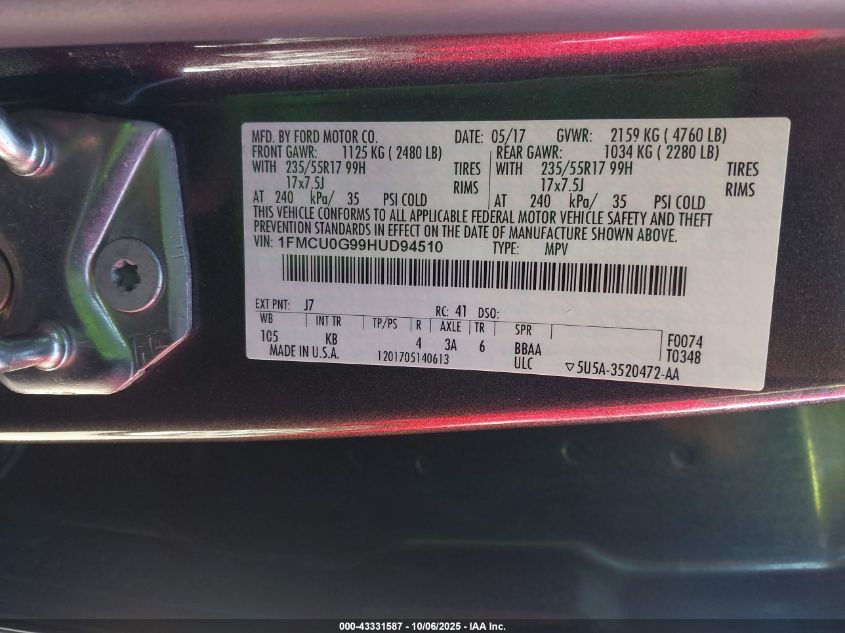 MFD. BY FORD MOTOR CO. DATE: 05/17 GVWR: 2159 KG ( 4760 LB)
FRONT GAWR: 1125 KG ( 2480 LB) REAR GAWR: 1034 KG ( 2280 LB)
WITH 235/55R17 99H TIRES WITH 235/55R17 99H TIRES
17x7.5J RIMS 17x7.5J RIMS
AT 240 kPa/ 35 PSI COLD AT 240 kPa/ 35 PSI COLD
THIS VEHICLE CONFORMS TO ALL APPLICABLE FEDERAL MOTOR VEHICLE SAFETY AND THEFT
PREVENTION STANDARDS IN EFFECT ON THE DATE OF MANUFACTURE SHOWN ABOVE.
VIN: 1FMCU0G99HUD94510 TYPE: MPV
EXT PNT: J7 RC: 41 DSO:
WB INT TR TP/PS R AXLE TR SPR F0074
105 KB 4 3A 6 BBAA T0348
MADE IN U.S.A. 1201705140613 ULC ▽5U5A-3520472-AA
000-43331587 - 10/06/2025 - IAA Inc.